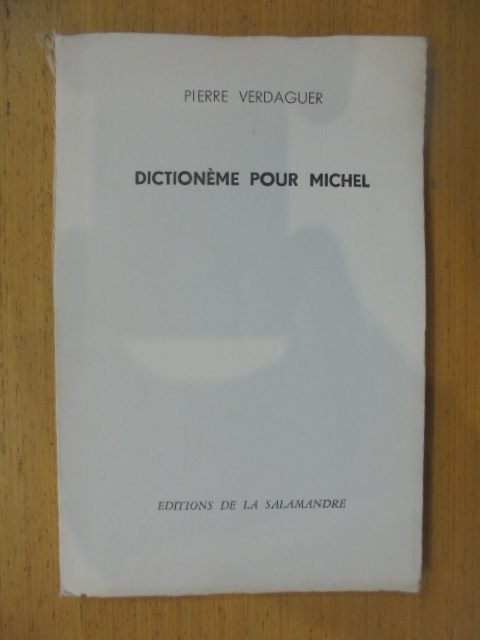 PIERRE VERDAGUER
DICTIONÈME POUR MICHEL
EDITIONS DE LA SALAMANDRE